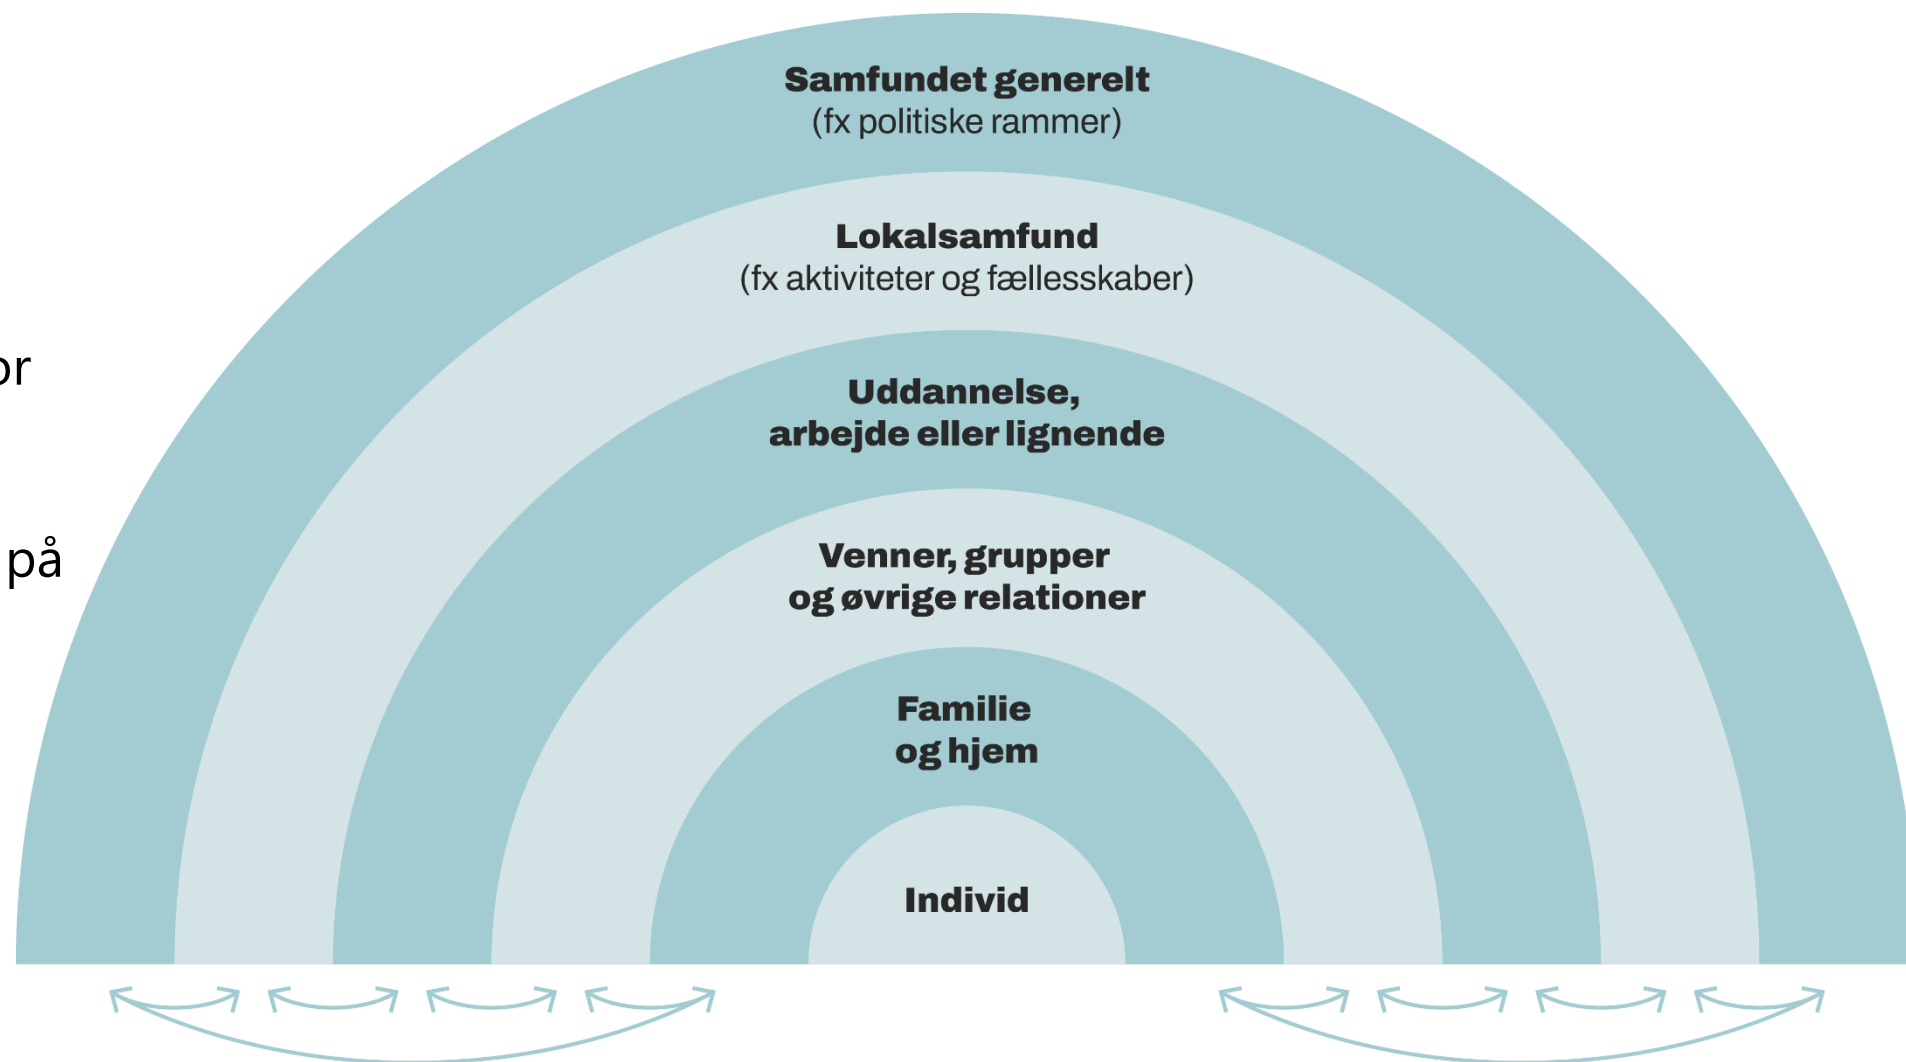 Samfundet generelt
(fx politiske rammer)
Lokalsamfund
(fx aktiviteter og fællesskaber)
Uddannelse,
arbejde eller lignende
Venner, grupper
og øvrige relationer
Familie
og hjem
Individ
på